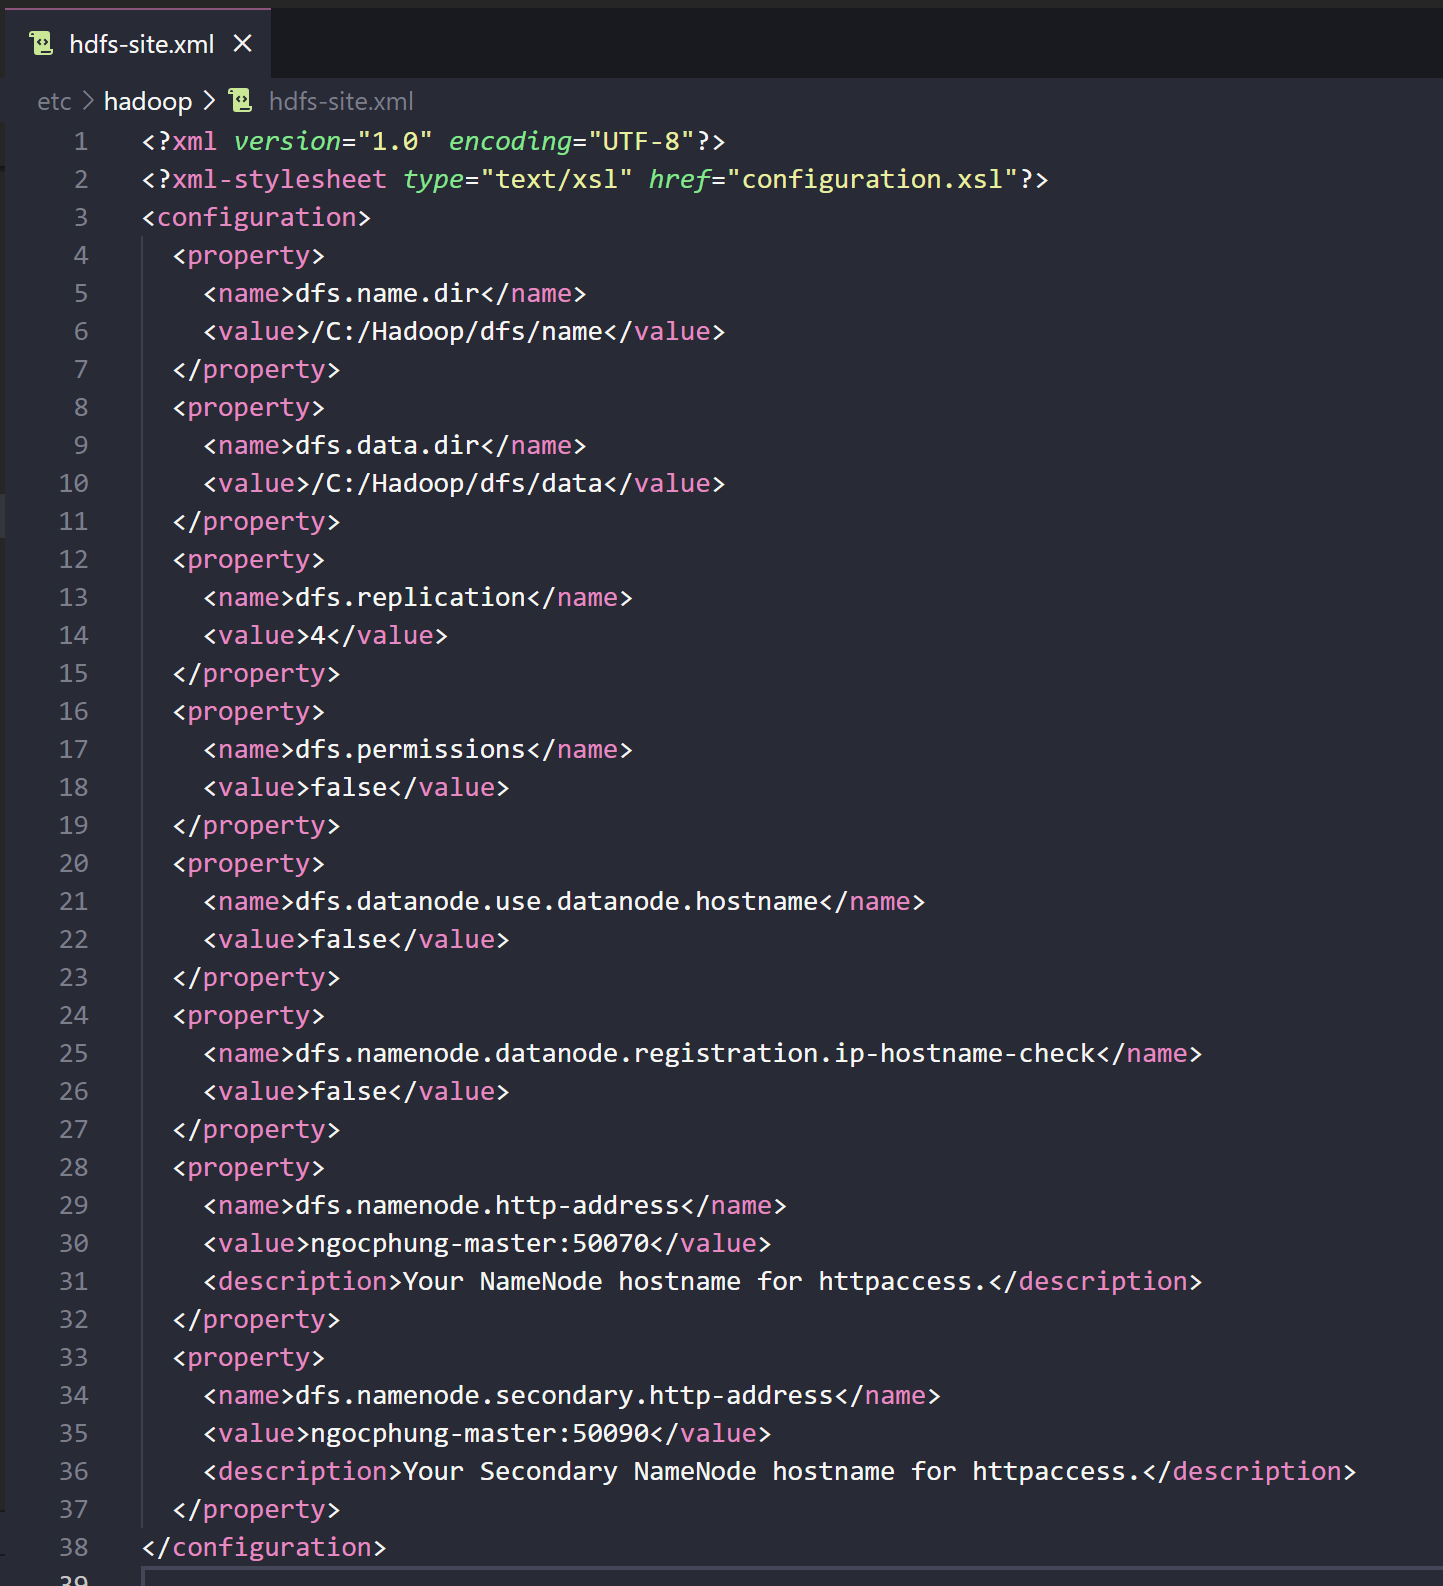 hdfs-site.xml
etc > hadoop > hdfs-site.xml
1 <?xml version="1.0" encoding="UTF-8"?>
2 <?xml-stylesheet type="text/xsl" href="configuration.xsl"?>
3 <configuration>
4 <property>
5 <name>dfs.name.dir</name>
6 <value>/C:/Hadoop/dfs/name</value>
7 </property>
8 <property>
9 <name>dfs.data.dir</name>
10 <value>/C:/Hadoop/dfs/data</value>
11 </property>
12 <property>
13 <name>dfs.replication</name>
14 <value>4</value>
15 </property>
16 <property>
17 <name>dfs.permissions</name>
18 <value>false</value>
19 </property>
20 <property>
21 <name>dfs.datanode.use.datanode.hostname</name>
22 <value>false</value>
23 </property>
24 <property>
25 <name>dfs.namenode.datanode.registration.ip-hostname-check</name>
26 <value>false</value>
27 </property>
28 <property>
29 <name>dfs.namenode.http-address</name>
30 <value>ngocphung-master:50070</value>
31 <description>Your NameNode hostname for httpaccess.</description>
32 </property>
33 <property>
34 <name>dfs.namenode.secondary.http-address</name>
35 <value>ngocphung-master:50090</value>
36 <description>Your Secondary NameNode hostname for httpaccess.</description>
37 </property>
38 </configuration>
39